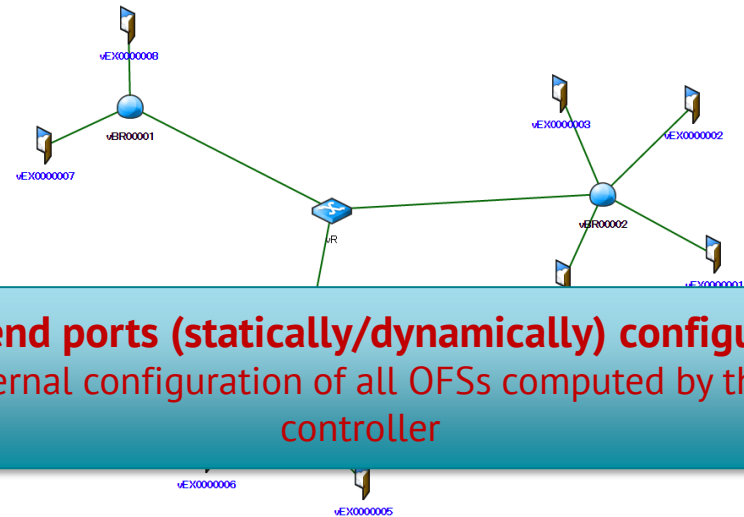 vEX0000008
vBR00001
vEX0000003
vEX0000002
vEX0000007
vBR00002
vR
vEX0000001
end ports (statically/dynamically) configu
ernal configuration of all OFSs computed by th
controller
vEX0000006
vEX0000005